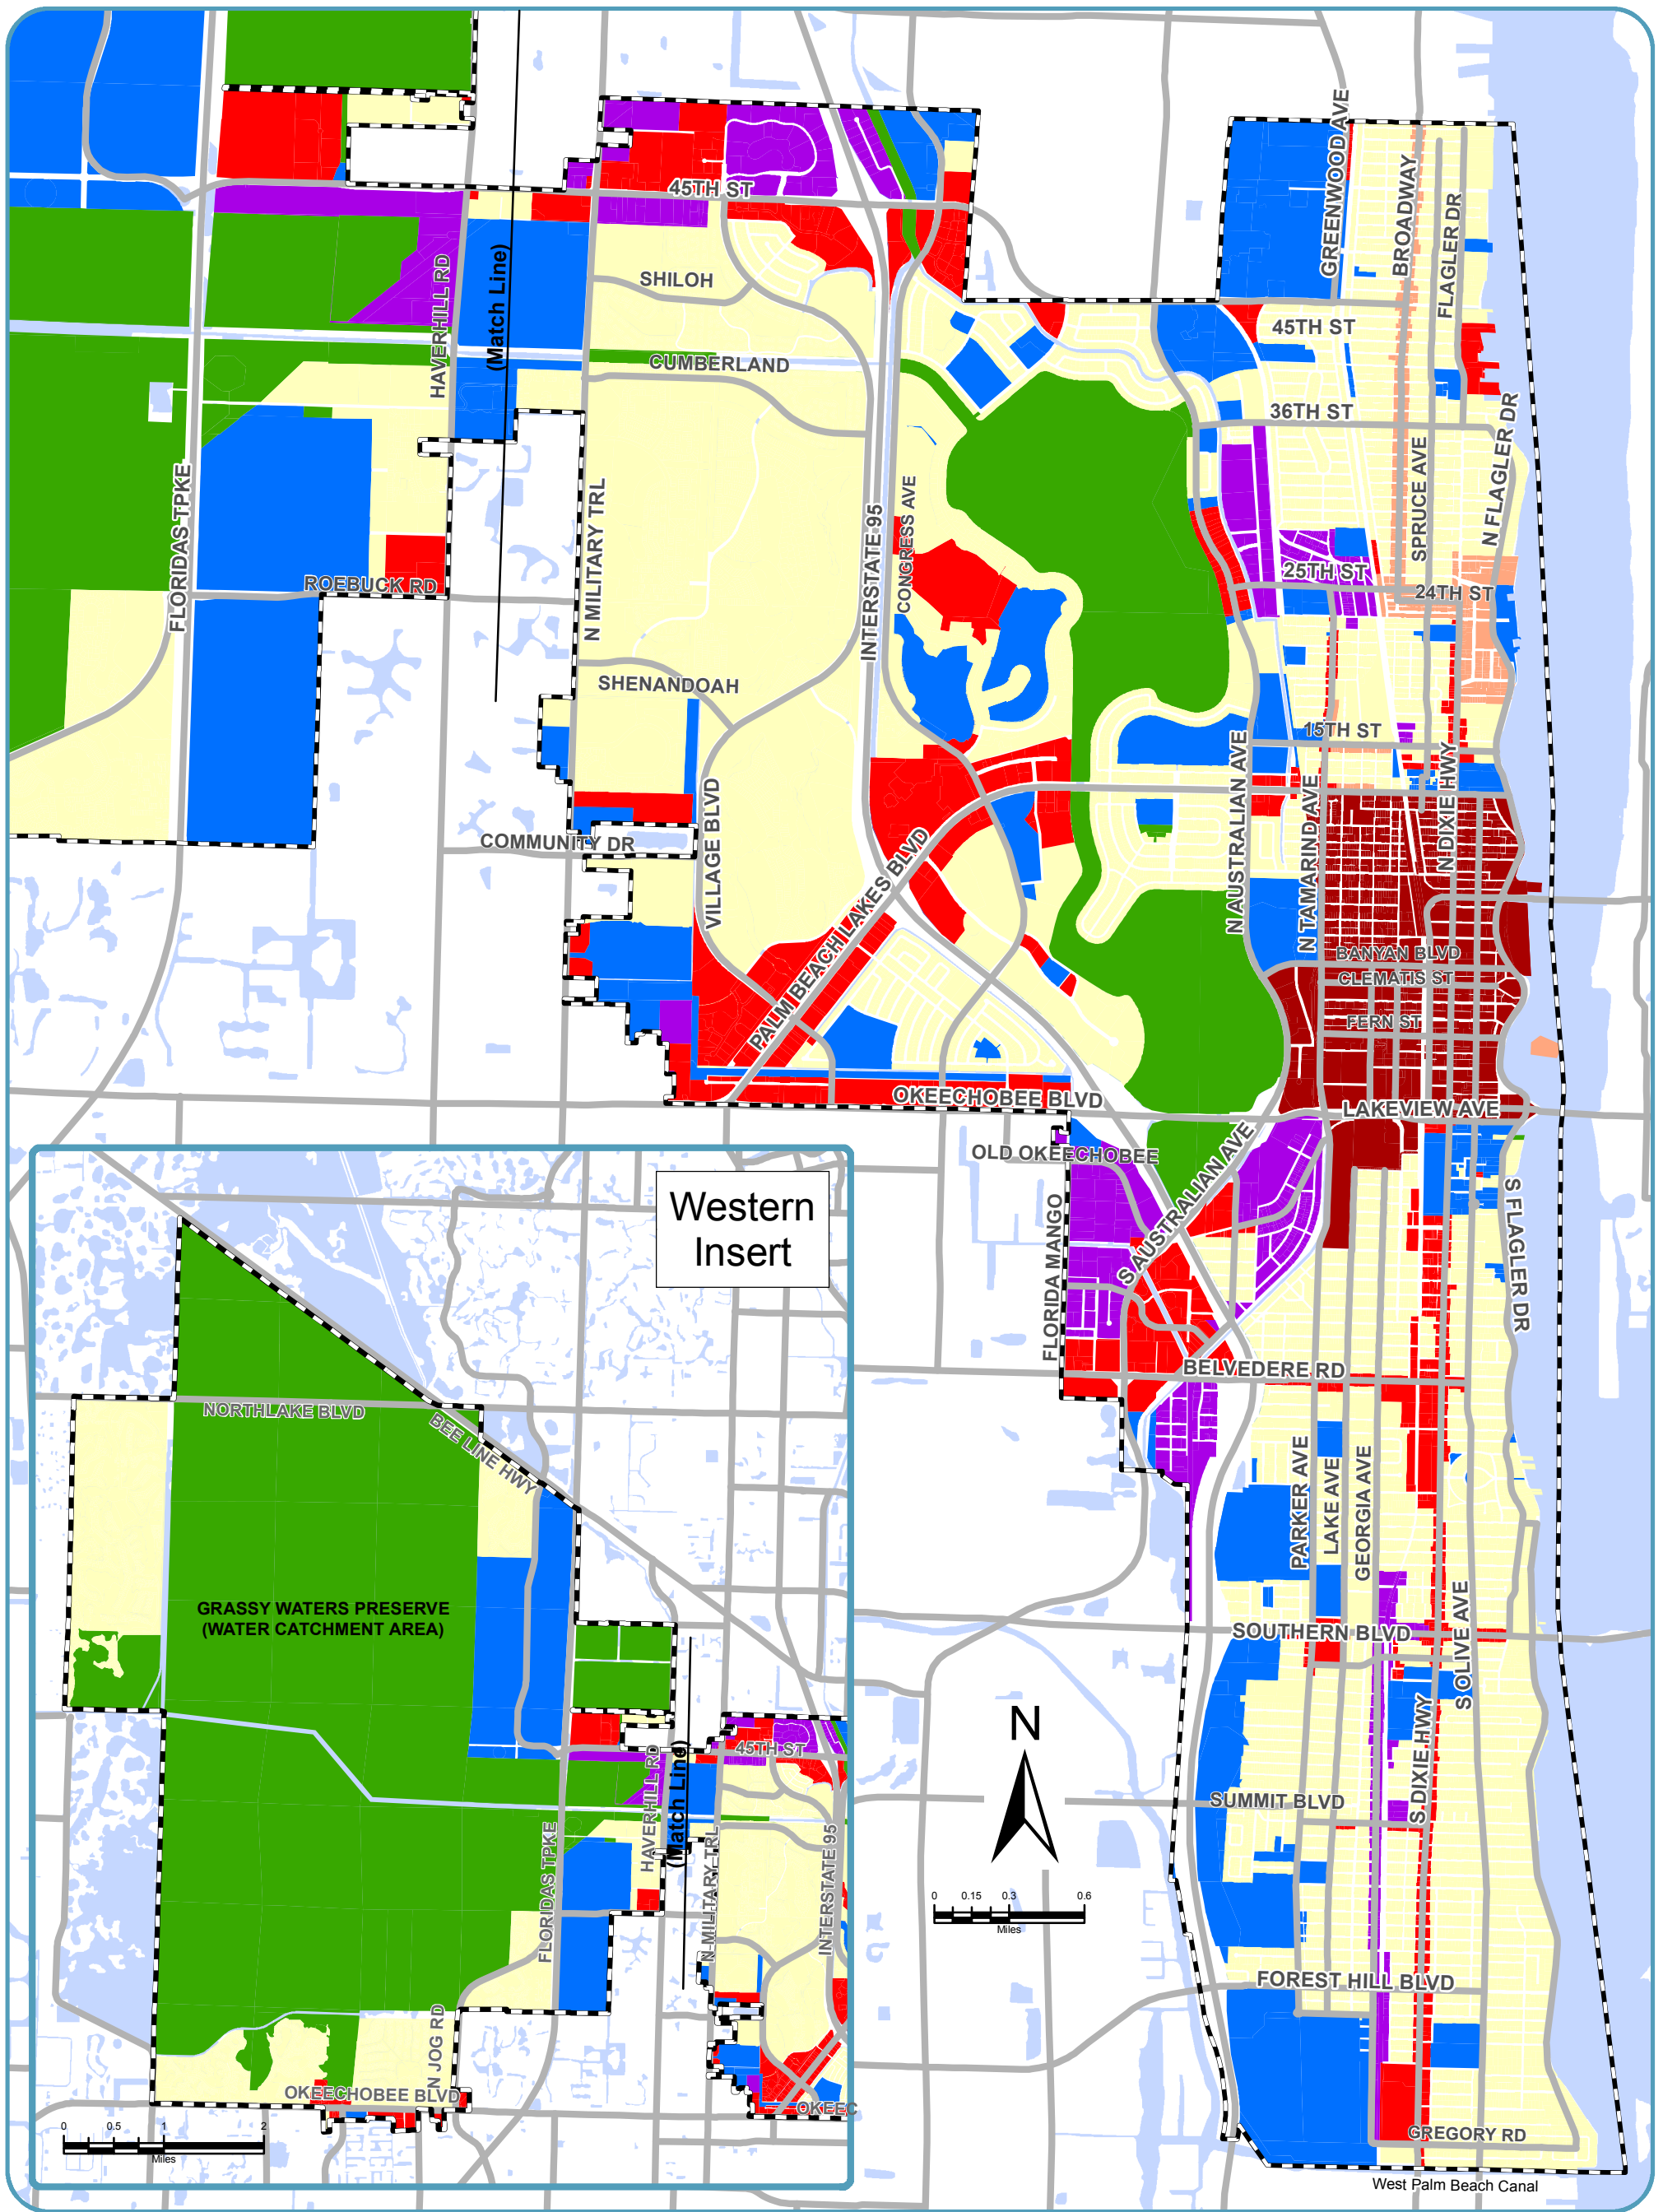 GREENWOOD AVE
BROADWAY
FLAGLER DR
45TH ST
HAVERHILL RD
(Match Line)
SHILOH
45TH ST
CUMBERLAND
36TH ST
N FLAGLER DR
SPRUCE AVE
FLORIDAS TPKE
N MILITARY TRL
INTERSTATE 95
CONGRESS AVE
25TH ST
24TH ST
ROEBUCK RD
SHENANDOAH
15TH ST
N AUSTRALIAN AVE
N TAMARIND AVE
N DIXIE HWY
VILLAGE BLVD
COMMUNITY DR
PALM BEACH LAKES BLVD
BANYAN BLVD
CLEMATIS ST
FERN ST
OKEECHOBEE BLVD
LAKEVIEW AVE
OLD OKEECHOBEE
S AUSTRALIAN AVE
FLORIDA MANGO
S FLAGLER DR
BELVEDERE RD
PARKER AVE
LAKE AVE
GEORGIA AVE
S OLIVE AVE
SOUTHERN BLVD
S DIXIE HWY
SUMMIT BLVD
FOREST HILL BLVD
GREGORY RD
West Palm Beach Canal
N
0 0.15 0.3 0.6
Miles
Western
Insert
NORTHLAKE BLVD
BEE LINE HWY
GRASSY WATERS PRESERVE
(WATER CATCHMENT AREA)
45TH ST
HAVERHILL RD
(Match Line)
FLORIDAS TPKE
N MILITARY TRL
INTERSTATE 95
N JOG RD
OKEECHOBEE BLVD
OKEEC
0 0.5 1 2
Miles